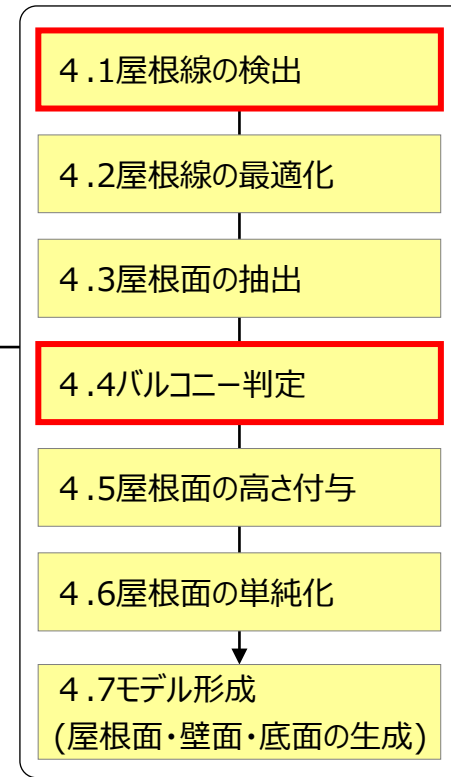 ４.1屋根線の検出
４.2屋根線の最適化
４.3屋根面の抽出
４.4バルコニー判定
４.5屋根面の高さ付与
４.6屋根面の単純化
４.7モデル形成
(屋根面・壁面・底面の生成)